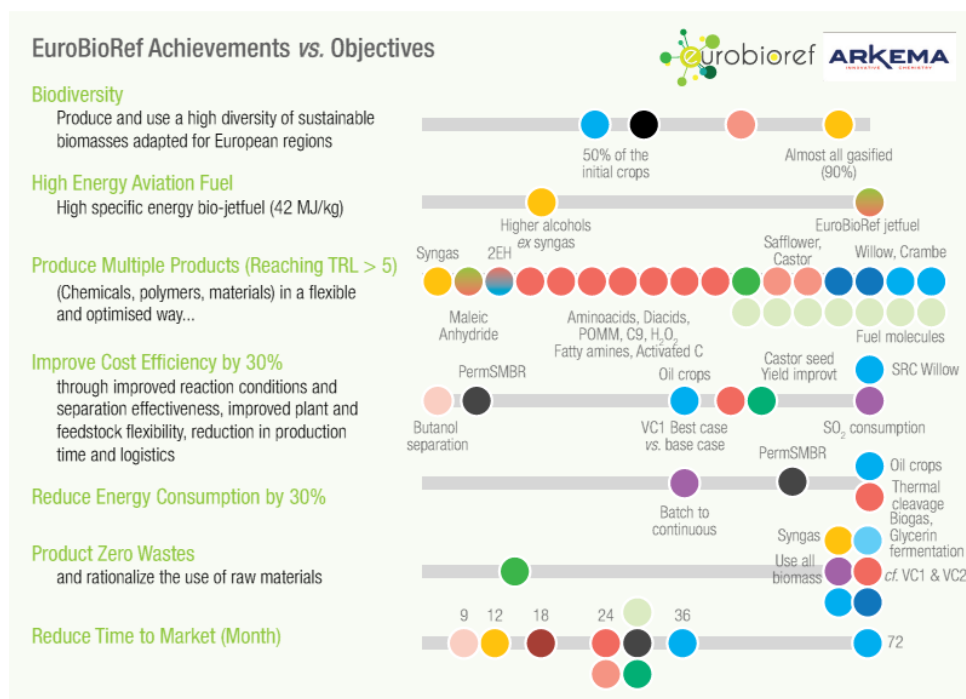 EuroBioRef Achievements vs. Objectives
eurobioref
ARKEMA
INNOVATIVE CHEMISTRY
Biodiversity
Produce and use a high diversity of sustainable
biomasses adapted for European regions
50% of the
initial crops
Almost all gasified
(90%)
High Energy Aviation Fuel
High specific energy bio-jetfuel (42 MJ/kg)
Higher alcohols
ex syngas
EuroBioRef jetfuel
Produce Multiple Products (Reaching TRL > 5)
(Chemicals, polymers, materials) in a flexible
and optimised way...
Syngas
2EH
Safflower,
Castor
Willow, Crambe
Maleic
Anhydride
Aminoacids, Diacids,
POMM, C9, H2O2
Fatty amines, Activated C
Fuel molecules
Improve Cost Efficiency by 30%
through improved reaction conditions and
separation effectiveness, improved plant and
feedstock flexibility, reduction in production
time and logistics
PermSMBR
Oil crops
Castor seed
Yield improvt
SRC Willow
Butanol
separation
VC1 Best case
vs. base case
SO2 consumption
Reduce Energy Consumption by 30%
PermSMBR
Oil crops
Thermal
cleavage
Batch to
continuous
Product Zero Wastes
and rationalize the use of raw materials
Syngas
Biogas,
Glycerin
fermentation
Use all
biomass
cf. VC1 & VC2
Reduce Time to Market (Month)
9
12
18
24
36
72